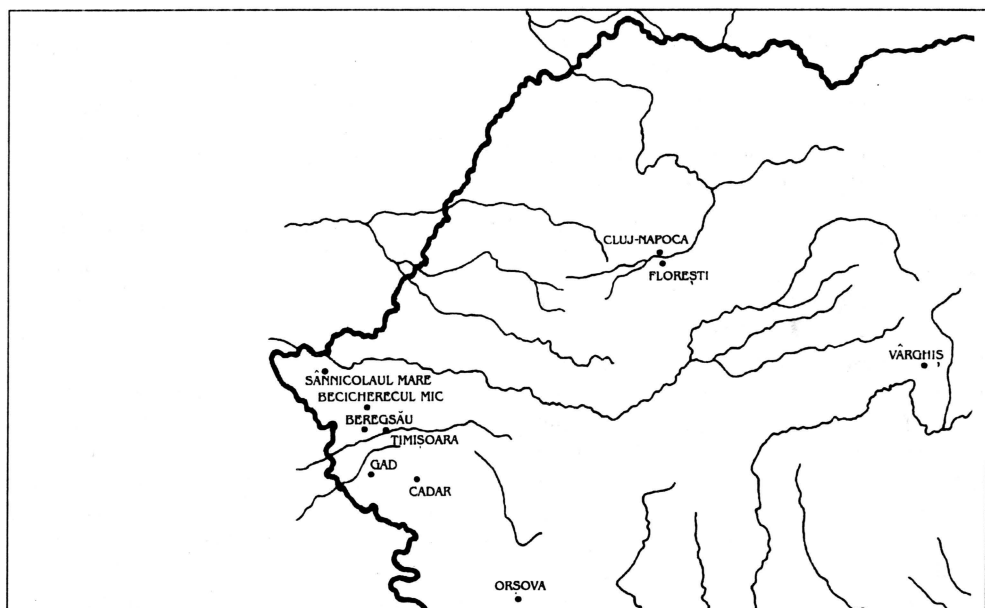 CLUJ-NAPOCA
FLOREȘTI
VÂRGHIȘ
SÂNNICOLAUL MARE
BECICHERECUL MIC
BEREGSĂU
TIMIȘOARA
GAD
CADAR
ORȘOVA